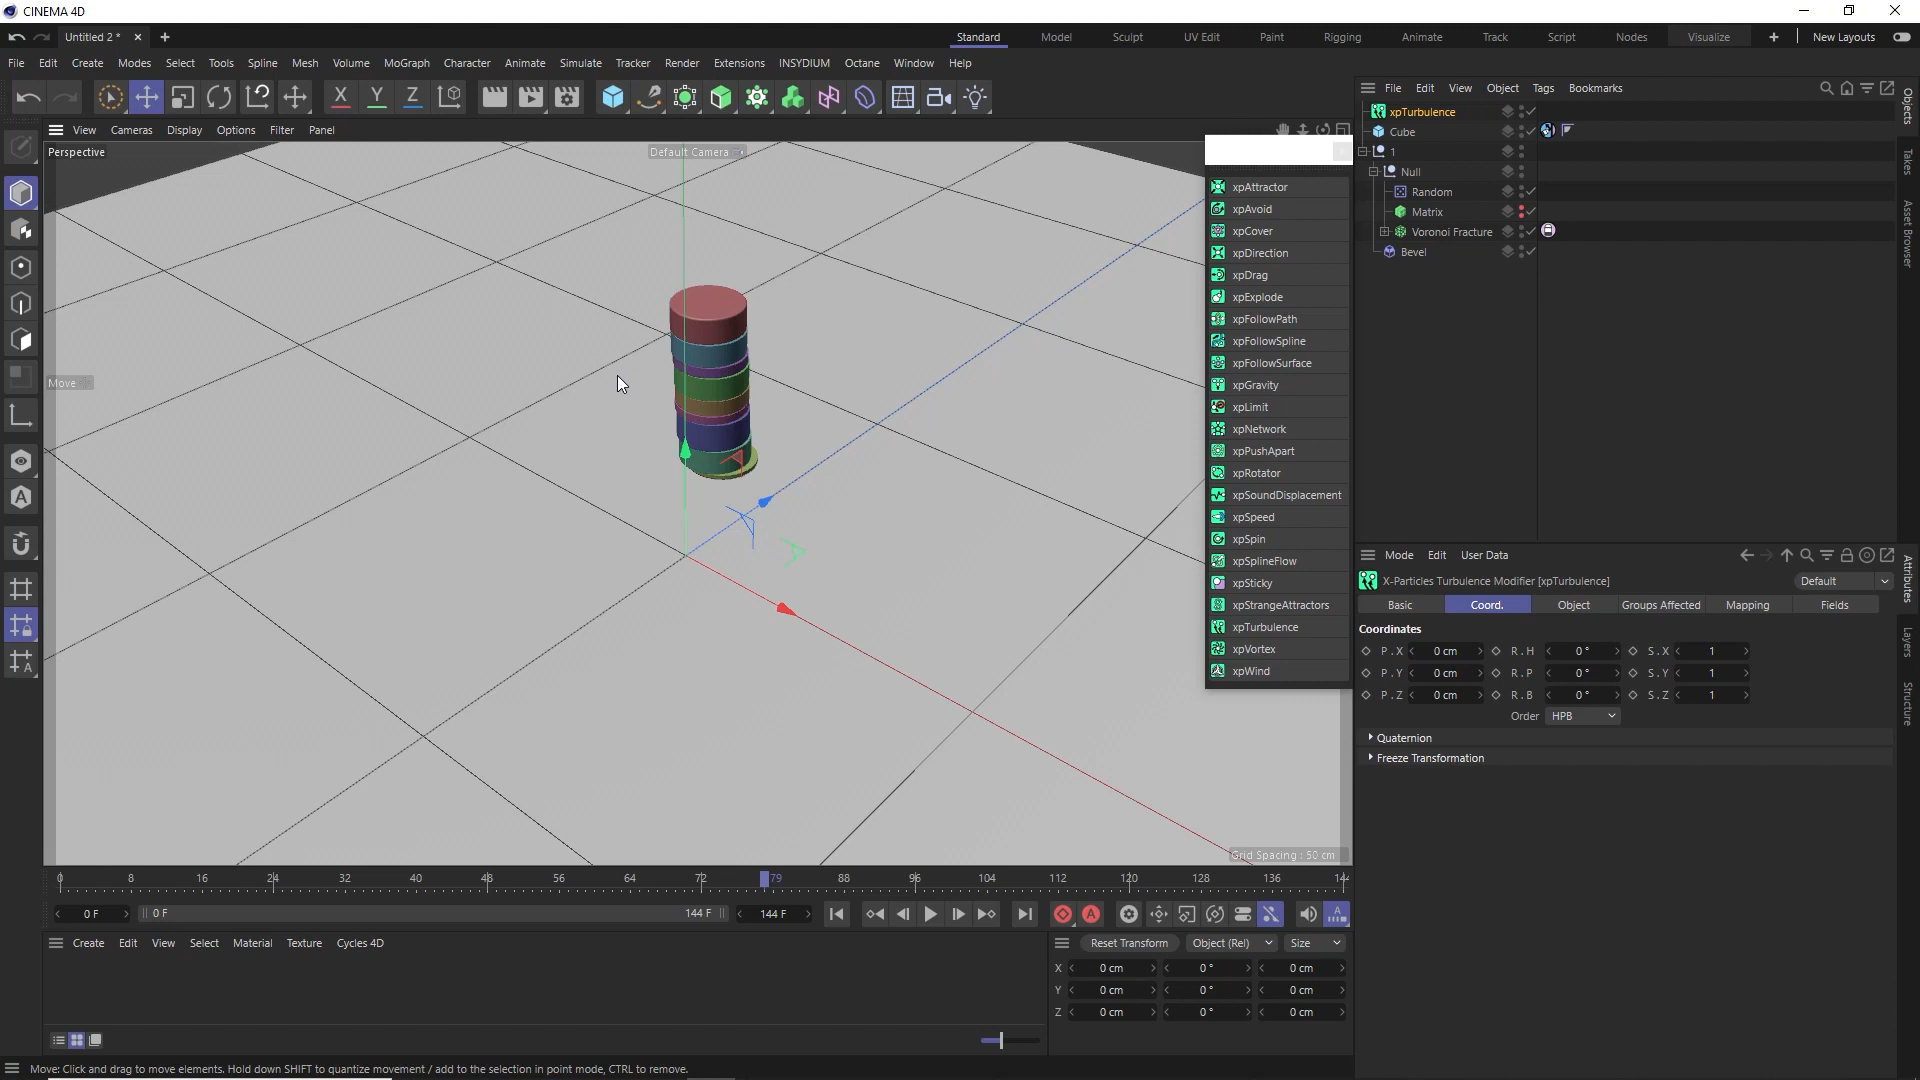 CINEMA 4D
Untitled 2 *
Standard
Model
Sculpt
UV Edit
Paint
Rigging
Animate
Track
Script
Nodes
Visualize
New Layouts
File Edit Create Modes Select Tools Spline Mesh Volume MoGraph Character Animate Simulate Tracker Render Extensions INSYDIUM Octane Window Help
X Y Z
View Cameras Display Options Filter Panel
Perspective
Default Camera
Move
Grid Spacing : 50 cm
xpAttractor
xpAvoid
xpCover
xpDirection
xpDrag
xpExplode
xpFollowPath
xpFollowSpline
xpFollowSurface
xpGravity
xpLimit
xpNetwork
xpPushApart
xpRotator
xpSoundDisplacement
xpSpeed
xpSpin
xpSplineFlow
xpSticky
xpStrangeAttractors
xpTurbulence
xpVortex
xpWind
File Edit View Object Tags Bookmarks
xpTurbulence
Cube
1
Null
Random
Matrix
Voronoi Fracture
Bevel
Objects
Takes
Asset Browser
Mode Edit User Data
X-Particles Turbulence Modifier [xpTurbulence]
Default
Basic Coord. Object Groups Affected Mapping Fields
Coordinates
P . X 0 cm R . H 0 ° S . X 1
P . Y 0 cm R . P 0 ° S . Y 1
P . Z 0 cm R . B 0 ° S . Z 1
Order HPB
Quaternion
Freeze Transformation
Attributes
Layers
Structure
0 8 16 24 32 40 48 56 64 72 79 88 96 104 112 120 128 136 144
0 F 0 F 144 F 144 F
Create Edit View Select Material Texture Cycles 4D
Reset Transform Object (Rel) Size
X 0 cm 0 ° 0 cm
Y 0 cm 0 ° 0 cm
Z 0 cm 0 ° 0 cm
Move: Click and drag to move elements. Hold down SHIFT to quantize movement / add to the selection in point mode, CTRL to remove.